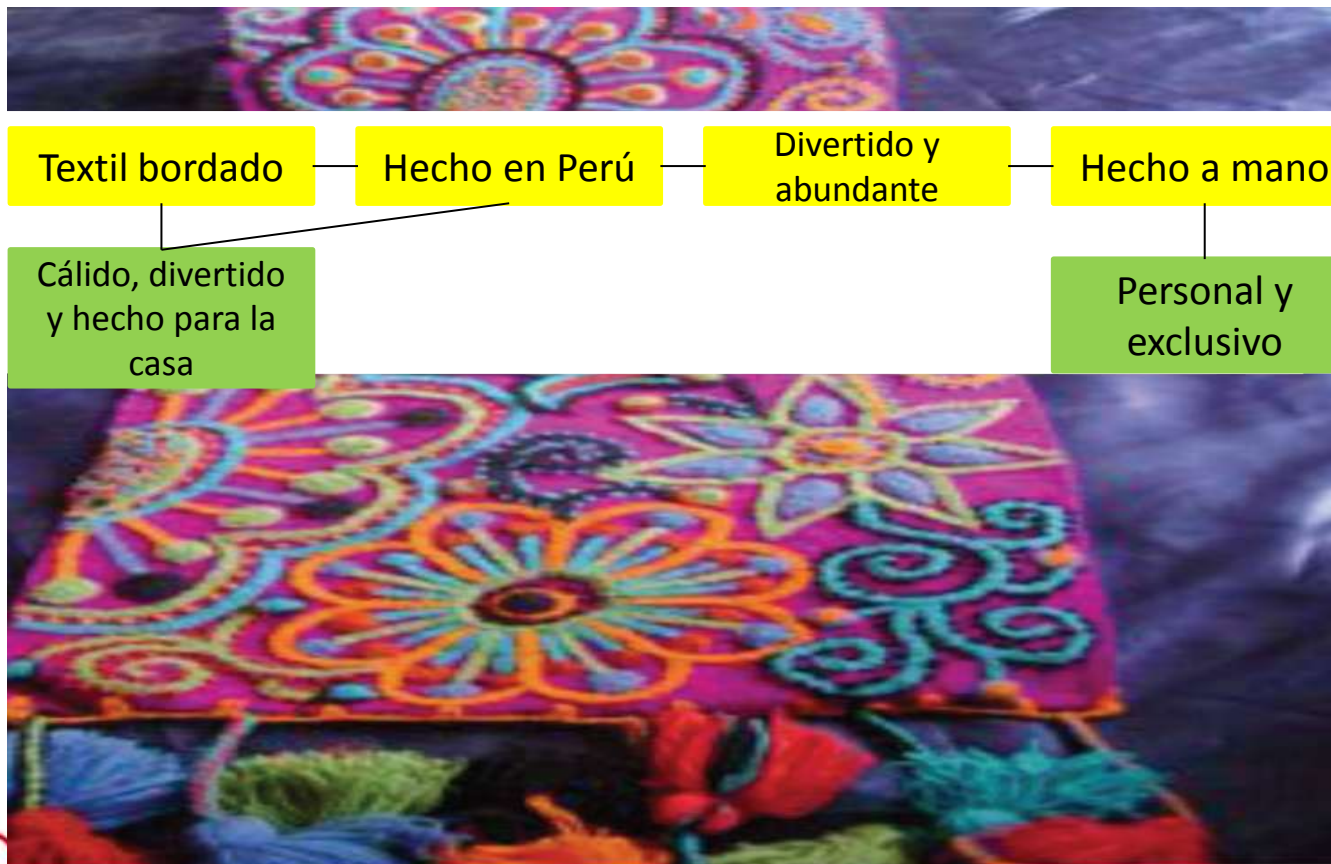 Textil bordado
Hecho en Perú
Divertido y
abundante
Hecho a mano
Cálido, divertido
y hecho para la
casa
Personal y
exclusivo